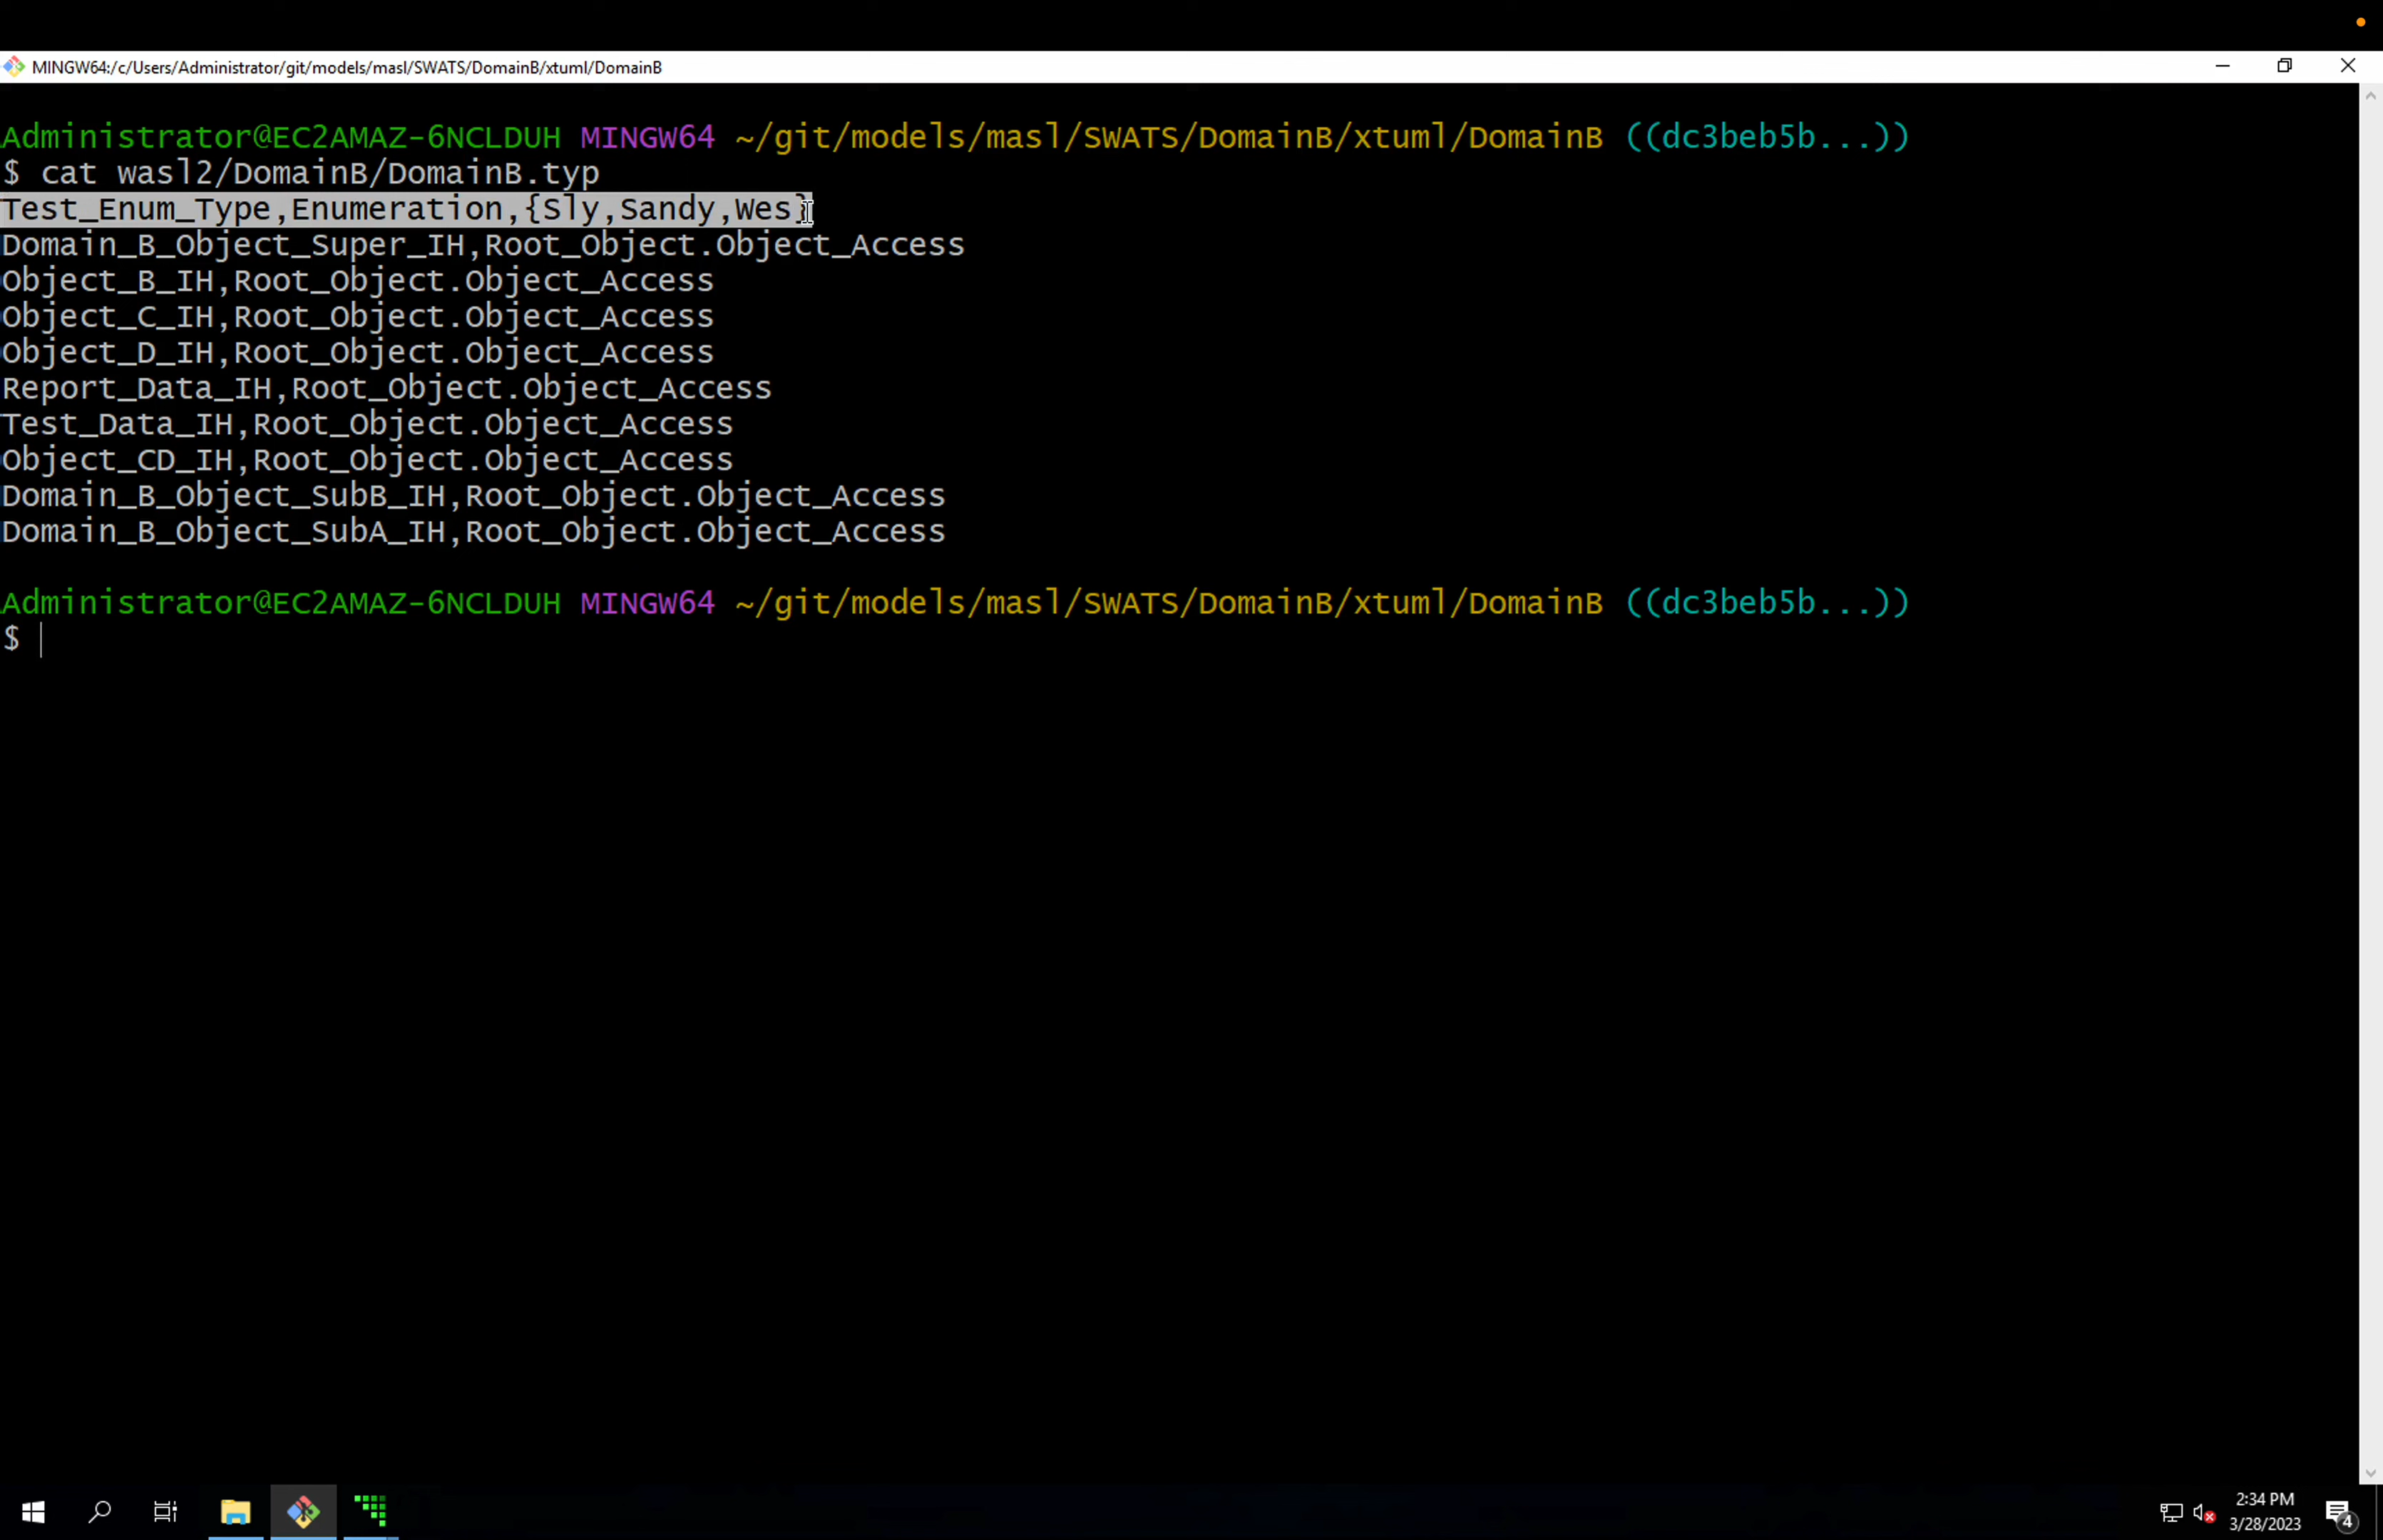 MINGW64:/c/Users/Administrator/git/models/masl/SWATS/DomainB/xtuml/DomainB
Administrator@EC2AMAZ-6NCLDUH MINGW64 ~/git/models/masl/SWATS/DomainB/xtuml/DomainB ((dc3beb5b...))
$ cat wasl2/DomainB/DomainB.typ
Test_Enum_Type,Enumeration,{Sly,Sandy,Wes}
Domain_B_Object_Super_IH,Root_Object.Object_Access
Object_B_IH,Root_Object.Object_Access
Object_C_IH,Root_Object.Object_Access
Object_D_IH,Root_Object.Object_Access
Report_Data_IH,Root_Object.Object_Access
Test_Data_IH,Root_Object.Object_Access
Object_CD_IH,Root_Object.Object_Access
Domain_B_Object_SubB_IH,Root_Object.Object_Access
Domain_B_Object_SubA_IH,Root_Object.Object_Access
Administrator@EC2AMAZ-6NCLDUH MINGW64 ~/git/models/masl/SWATS/DomainB/xtuml/DomainB ((dc3beb5b...))
$
2:34 PM
3/28/2023
4